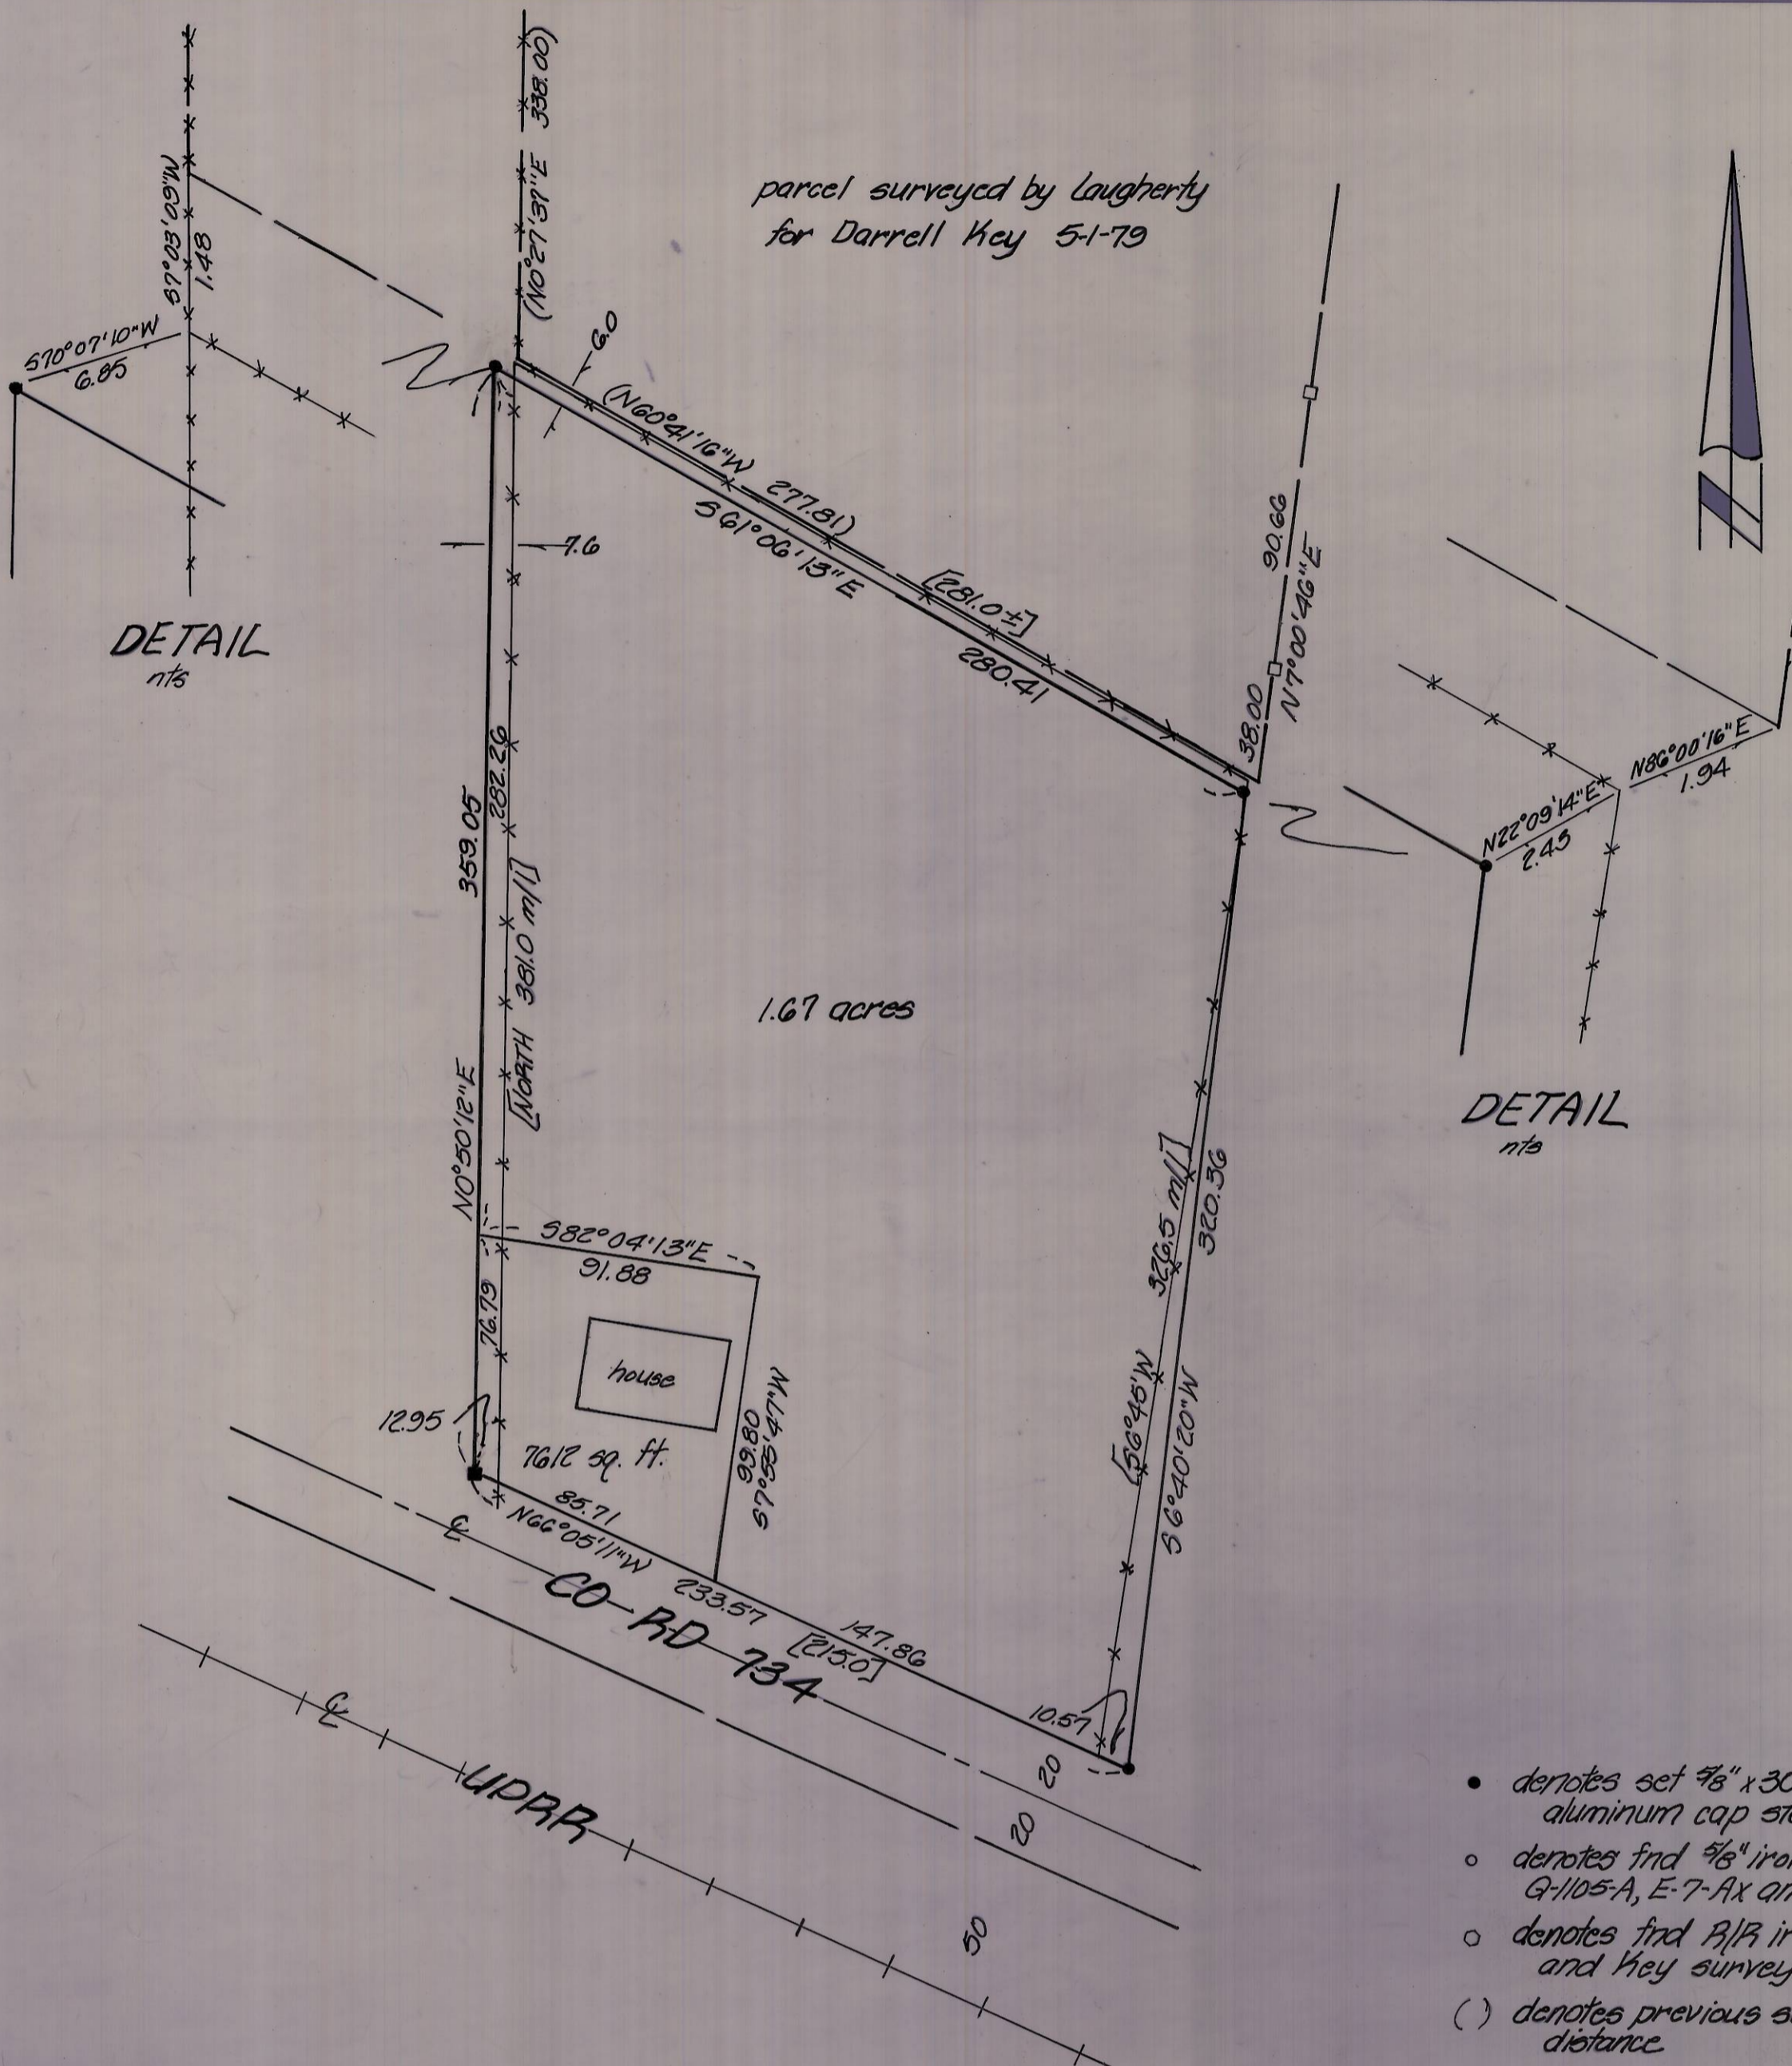 parcel surveyed by Laugherty
for Darrell Key 5-1-79
(N0°27'37"E 338.00)
S7°03'09"W
1.48
S70°07'10"W
6.85
DETAIL
nts
6.0
(N60°41'16"W 277.81)
S61°06'13"E
[281.0±]
280.41
7.6
90.66
N7°00'46"E
38.00
N86°00'16"E
1.94
N22°09'14"E
2.45
DETAIL
nts
359.05
N0°50'12"E
282.26
[NORTH 381.0 m/l]
1.67 acres
[S6°45'W 326.5 m/l]
320.36
S6°40'20"W
S82°04'13"E
91.88
76.79
house
12.95
7612 sq. ft.
99.80
S7°55'47"W
85.71
N66°05'11"W
233.57
147.86
[215.0]
10.57
CO RD 734
20
20
UPRR
50
denotes set 5/8" x 30
aluminum cap st
denotes fnd 5/8" iro
Q-1105-A, E-7-Ax an
denotes fnd R/R ir
and Key survey
( ) denotes previous s
distance